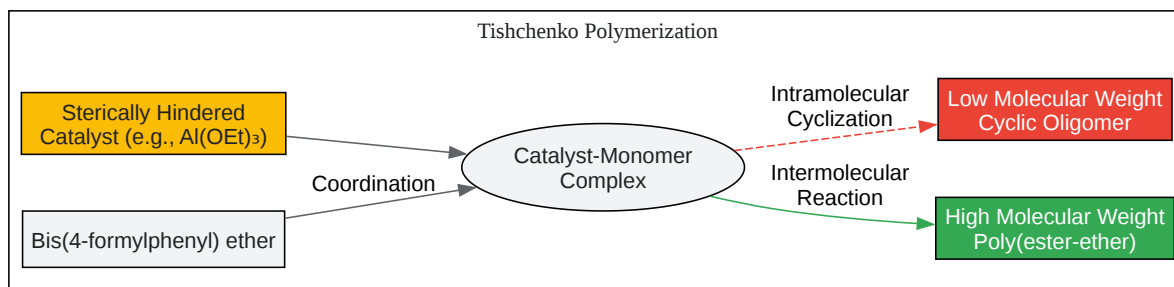 Tishchenko Polymerization
Sterically Hindered
Catalyst (e.g., Al(OEt)₃)
Bis(4-formylphenyl) ether
Coordination
Catalyst-Monomer
Complex
Intramolecular
Cyclization
Intermolecular
Reaction
Low Molecular Weight
Cyclic Oligomer
High Molecular Weight
Poly(ester-ether)